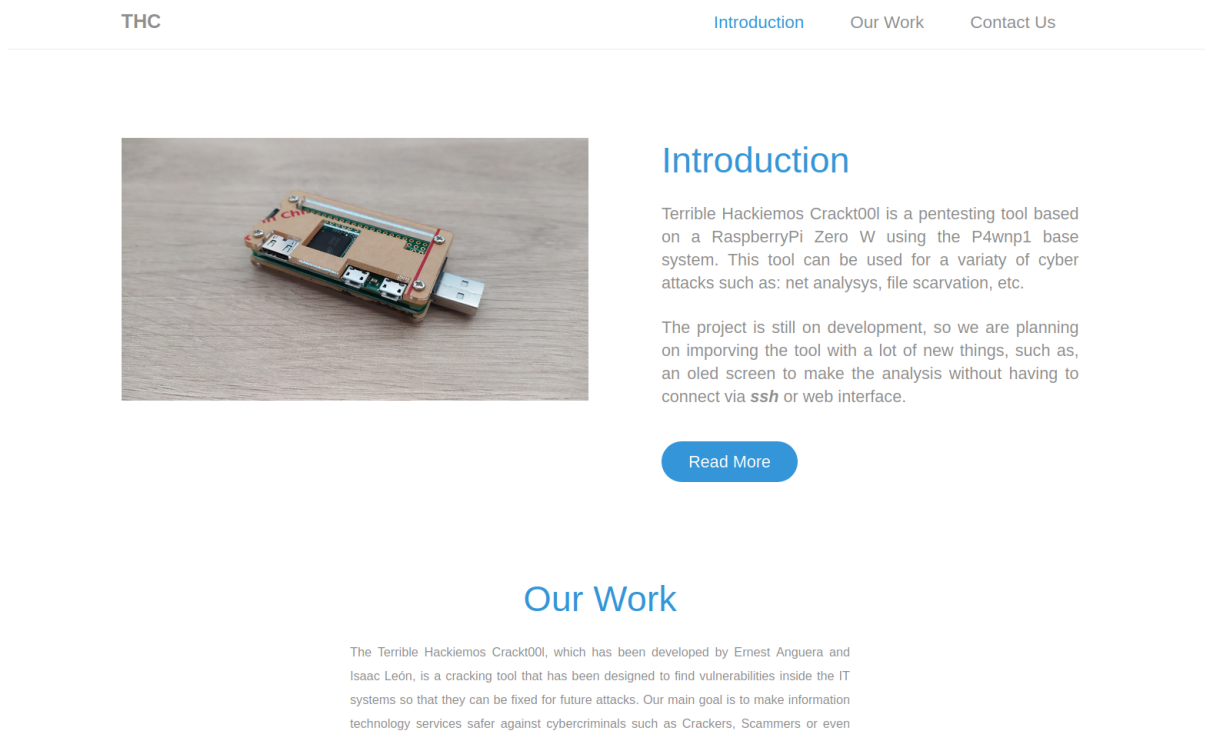 THC
Introduction
Our Work
Contact Us
Introduction
Terrible Hackiemos Crackt00l is a pentesting tool based
on a RaspberryPi Zero W using the P4wnp1 base
system. This tool can be used for a variaty of cyber
attacks such as: net analysys, file scarvation, etc.
The project is still on development, so we are planning
on imporving the tool with a lot of new things, such as,
an oled screen to make the analysis without having to
connect via ssh or web interface.
Read More
Our Work
The Terrible Hackiemos Crackt00l, which has been developed by Ernest Anguera and
Isaac León, is a cracking tool that has been designed to find vulnerabilities inside the IT
systems so that they can be fixed for future attacks. Our main goal is to make information
technology services safer against cybercriminals such as Crackers, Scammers or even